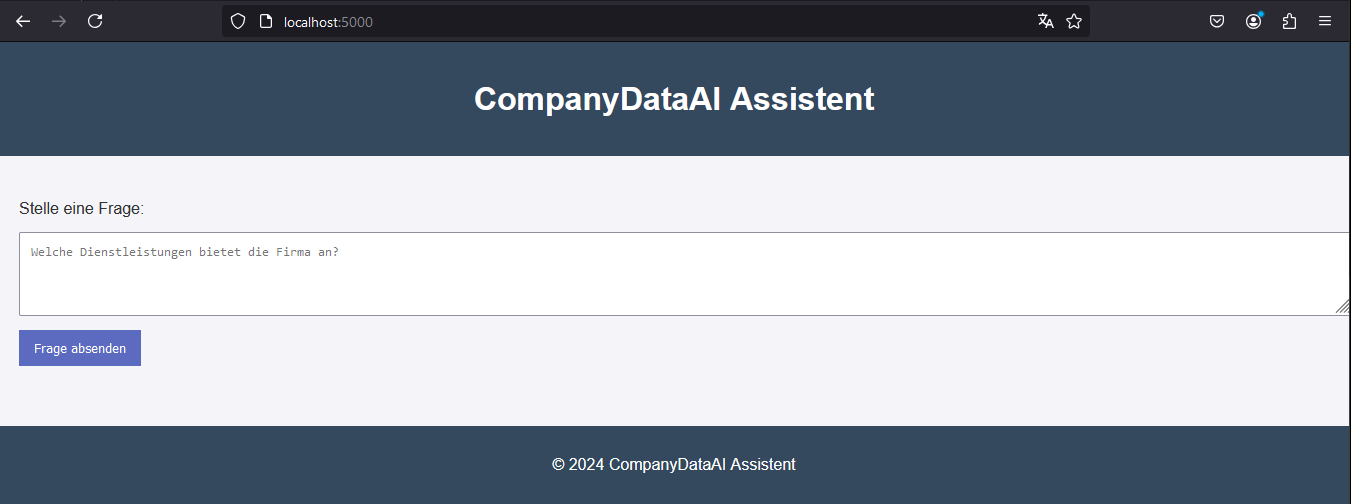 localhost:5000
CompanyDataAI Assistent
Stelle eine Frage:
Welche Dienstleistungen bietet die Firma an?
Frage absenden
© 2024 CompanyDataAI Assistent